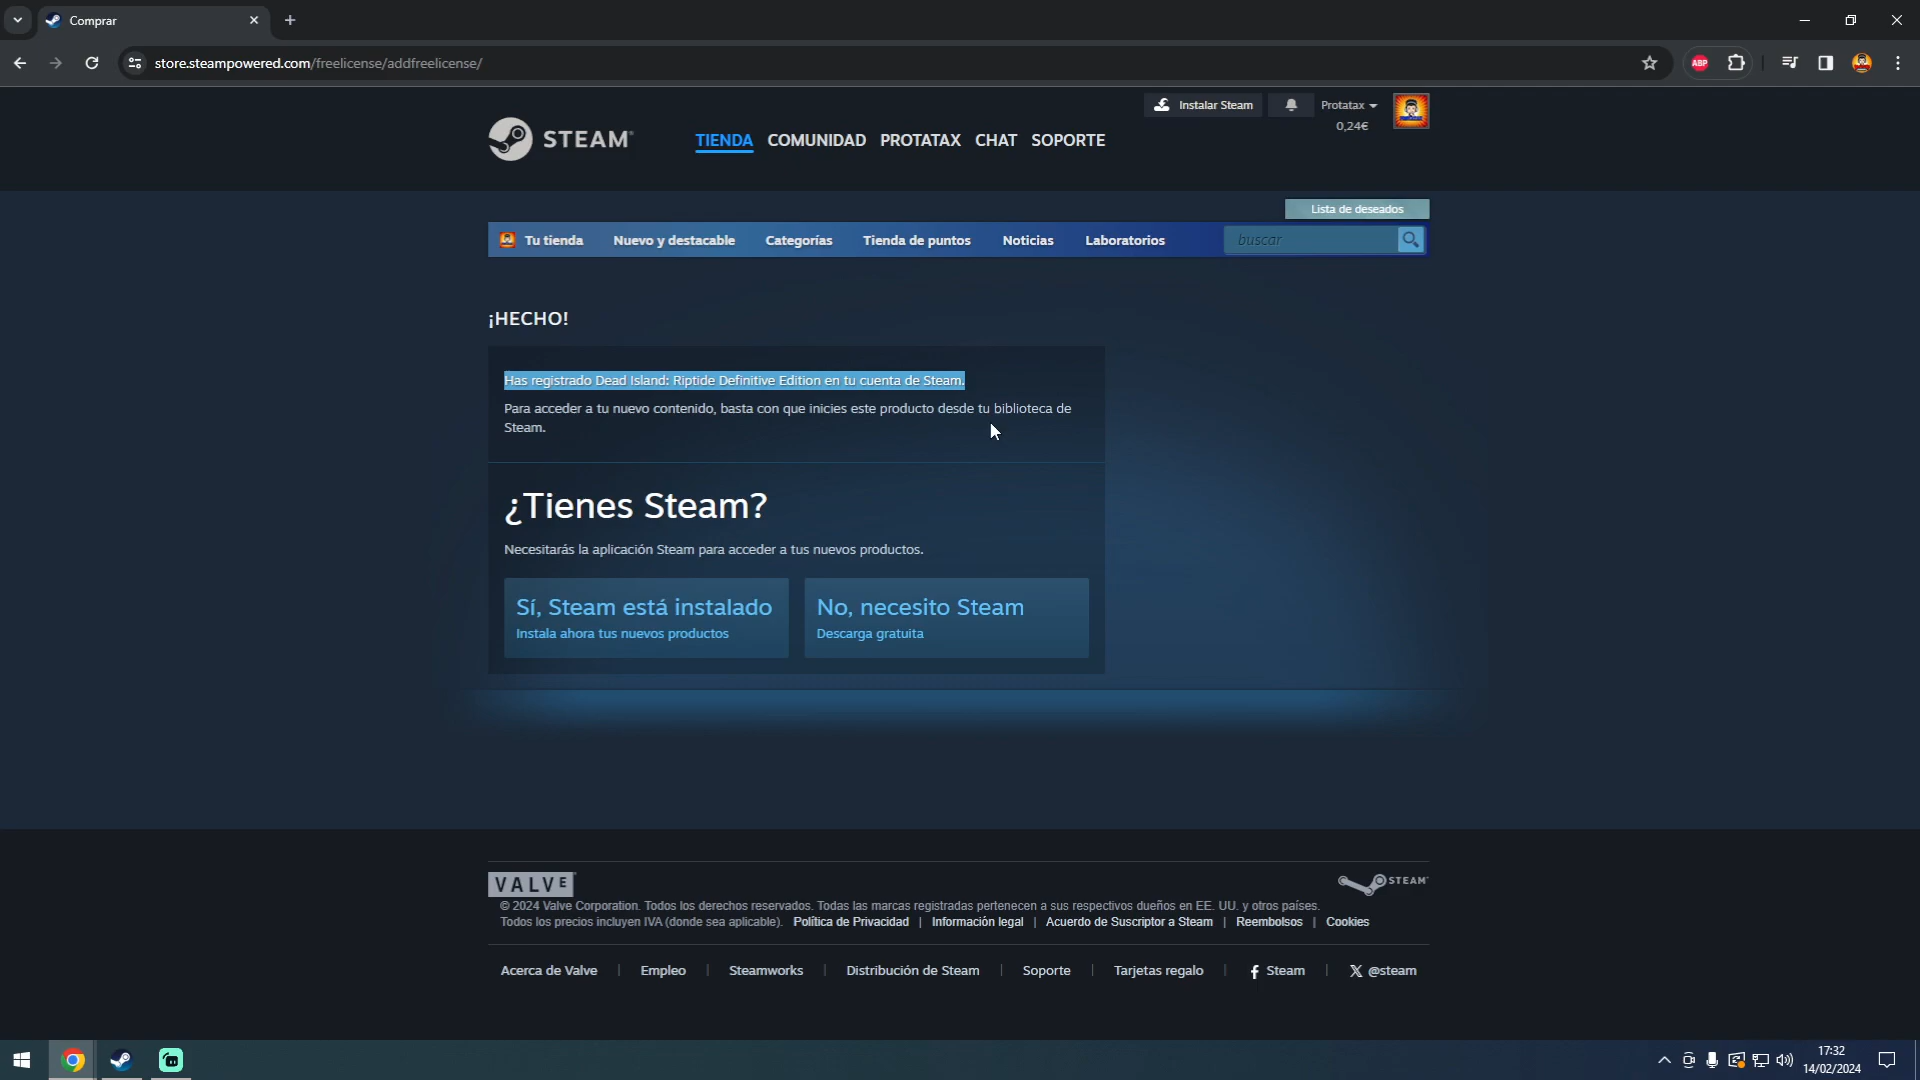 Comprar
store.steampowered.com/freelicense/addfreelicense/
ABP
Instalar Steam
Protatax
0,24€
STEAM
TIENDA COMUNIDAD PROTATAX CHAT SOPORTE
Lista de deseados
Tu tienda Nuevo y destacable Categorías Tienda de puntos Noticias Laboratorios buscar
¡HECHO!
Has registrado Dead Island: Riptide Definitive Edition en tu cuenta de Steam.
Para acceder a tu nuevo contenido, basta con que inicies este producto desde tu biblioteca de
Steam.
¿Tienes Steam?
Necesitarás la aplicación Steam para acceder a tus nuevos productos.
Sí, Steam está instalado
Instala ahora tus nuevos productos
No, necesito Steam
Descarga gratuita
VALVE
STEAM
© 2024 Valve Corporation. Todos los derechos reservados. Todas las marcas registradas pertenecen a sus respectivos dueños en EE. UU. y otros países.
Todos los precios incluyen IVA (donde sea aplicable). Política de Privacidad | Información legal | Acuerdo de Suscriptor a Steam | Reembolsos | Cookies
Acerca de Valve | Empleo | Steamworks | Distribución de Steam | Soporte | Tarjetas regalo | Steam | @steam
17:32
14/02/2024